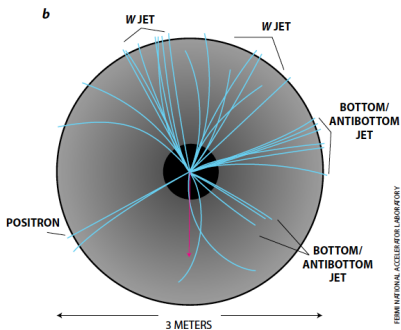 b
W JET
W JET
BOTTOM/
ANTIBOTTOM
JET
POSITRON
BOTTOM/
ANTIBOTTOM
JET
3 METERS
FERMI NATIONAL ACCELERATOR LABORATORY